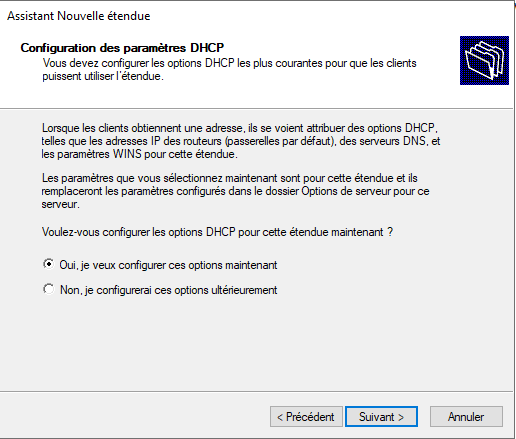 Assistant Nouvelle étendue
Configuration des paramètres DHCP
Vous devez configurer les options DHCP les plus courantes pour que les clients
puissent utiliser l'étendue.
Lorsque les clients obtiennent une adresse, ils se voient attribuer des options DHCP,
telles que les adresses IP des routeurs (passerelles par défaut), des serveurs DNS, et
les paramètres WINS pour cette étendue.
Les paramètres que vous sélectionnez maintenant sont pour cette étendue et ils
remplaceront les paramètres configurés dans le dossier Options de serveur pour ce
serveur.
Voulez-vous configurer les options DHCP pour cette étendue maintenant ?
Oui, je veux configurer ces options maintenant
Non, je configurerai ces options ultérieurement
< Précédent Suivant > Annuler